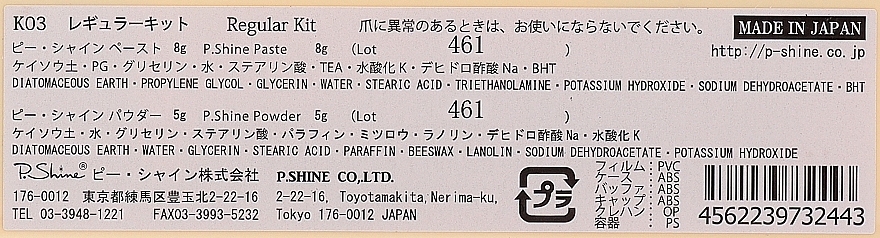 K03 レギュラーキット Regular Kit 爪に異常のあるときは、お使いにならないでください。 MADE IN JAPAN
ピー・シャイン ペースト 8g P.Shine Paste 8g (Lot 461 ) http://p-shine.co.jp
ケイソウ土・PG・グリセリン・水・ステアリン酸・TEA・水酸化K・デヒドロ酢酸Na・BHT
DIATOMACEOUS EARTH・PROPYLENE GLYCOL・GLYCERIN・WATER・STEARIC ACID・TRIETHANOLAMINE・POTASSIUM HYDROXIDE・SODIUM DEHYDROACETATE・BHT
ピー・シャイン パウダー 5g P.Shine Powder 5g (Lot 461 )
ケイソウ土・水・グリセリン・ステアリン酸・パラフィン・ミツロウ・ラノリン・デヒドロ酢酸Na・水酸化K
DIATOMACEOUS EARTH・WATER・GLYCERIN・STEARIC ACID・PARAFFIN・BEESWAX・LANOLIN・SODIUM DEHYDROACETATE・POTASSIUM HYDROXIDE
P.Shine® ピー・シャイン株式会社 P.SHINE CO,.LTD.
176-0012 東京都練馬区豊玉北2-22-16 2-22-16, Toyotamakita,Nerima-ku,
TEL 03-3948-1221 FAX03-3993-5232 Tokyo 176-0012 JAPAN
プラ
フィルム：PVC
ケース：ABS
バッファ：ABS
キャップ：ABS
クレハン：OP
容器：PS
4562239732443